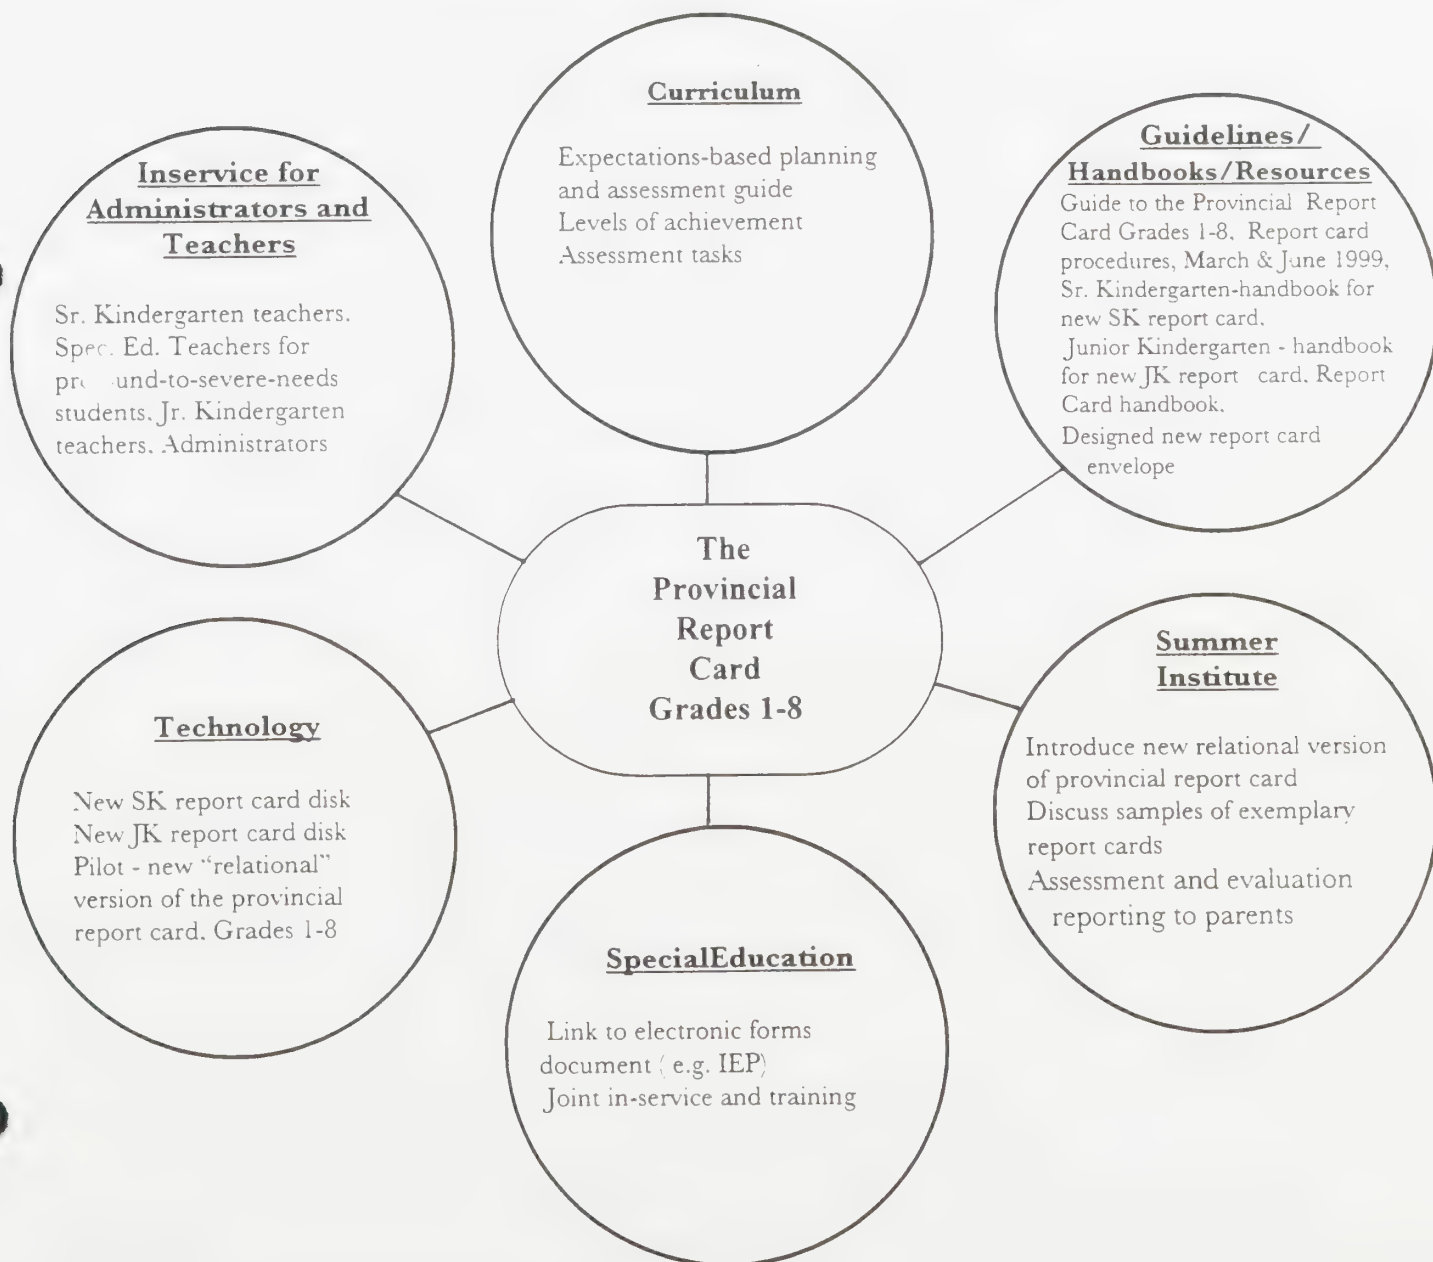 Curriculum
Expectations-based planning
and assessment guide
Levels of achievement
Assessment tasks
Inservice for
Administrators and
Teachers
Sr. Kindergarten teachers.
Spec. Ed. Teachers for
und-to-severe-needs
students. Jr. Kindergarten
teachers. Administrators
Guidelines/
Handbooks/Resources
Guide to the Provincial Report
Card Grades 1-8. Report card
procedures, March & June 1999,
Sr. Kindergarten-handbook for
new SK report card.
Junior Kindergarten - handbook
for new JK report card. Report
Card handbook.
Designed new report card
envelope
The
Provincial
Report
Card
Grades 1-8
Technology
New SK report card disk
New JK report card disk
Pilot - new “relational”
version of the provincial
report card. Grades 1-8
Summer
Institute
Introduce new relational version
of provincial report card
Discuss samples of exemplary
report cards
Assessment and evaluation
reporting to parents
SpecialEducation
Link to electronic forms
document ( e.g. IEP)
Joint in-service and training